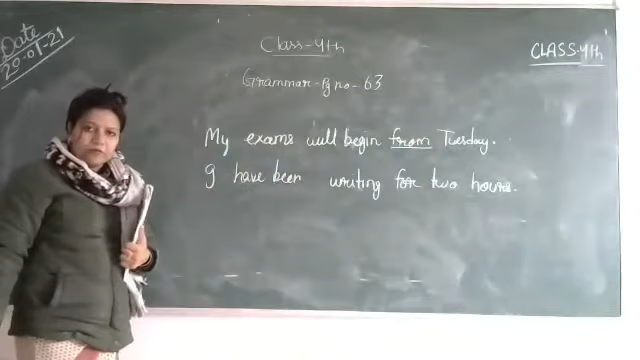 Date
29.01.21
Class-4th
CLASS-4th
Grammar-Pg no-63
My exams will begin from Tuesday.
I have been writing for two hours.